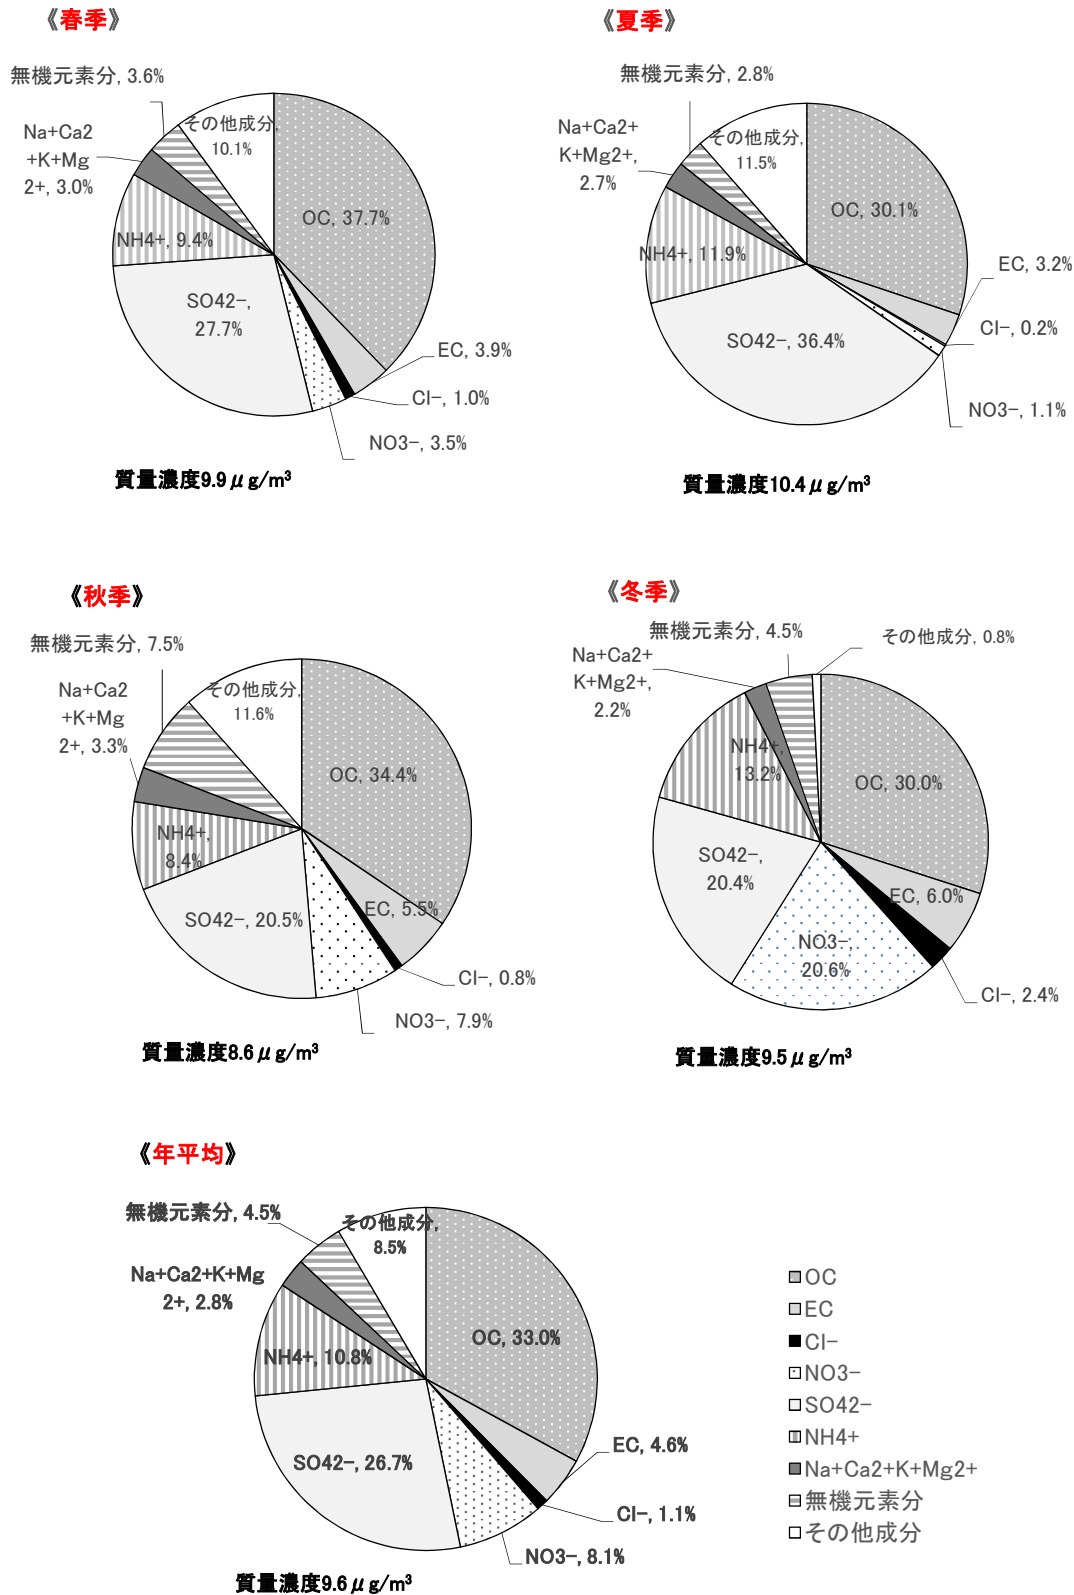 《春季》
無機元素分, 3.6%
Na+Ca2
+K+Mg
2+, 3.0%
その他成分,
10.1%
OC, 37.7%
NH4+, 9.4%
SO42-,
27.7%
EC, 3.9%
Cl-, 1.0%
NO3-, 3.5%
質量濃度9.9μg/m³
《夏季》
無機元素分, 2.8%
Na+Ca2+
K+Mg2+,
2.7%
その他成分,
11.5%
OC, 30.1%
NH4+, 11.9%
EC, 3.2%
Cl-, 0.2%
SO42-, 36.4%
NO3-, 1.1%
質量濃度10.4μg/m³
《秋季》
無機元素分, 7.5%
Na+Ca2
+K+Mg
2+, 3.3%
その他成分,
11.6%
OC, 34.4%
NH4+,
8.4%
EC, 5.5%
SO42-, 20.5%
Cl-, 0.8%
NO3-, 7.9%
質量濃度8.6μg/m³
《冬季》
無機元素分, 4.5%
その他成分, 0.8%
Na+Ca2+
K+Mg2+,
2.2%
NH4+,
13.2%
OC, 30.0%
SO42-,
20.4%
EC, 6.0%
NO3-,
20.6%
Cl-, 2.4%
質量濃度9.5μg/m³
《年平均》
無機元素分, 4.5%
その他成分,
8.5%
Na+Ca2+K+Mg
2+, 2.8%
OC, 33.0%
NH4+, 10.8%
EC, 4.6%
SO42-, 26.7%
Cl-, 1.1%
NO3-, 8.1%
質量濃度9.6μg/m³
OC
EC
Cl-
NO3-
SO42-
NH4+
Na+Ca2+K+Mg2+
無機元素分
その他成分